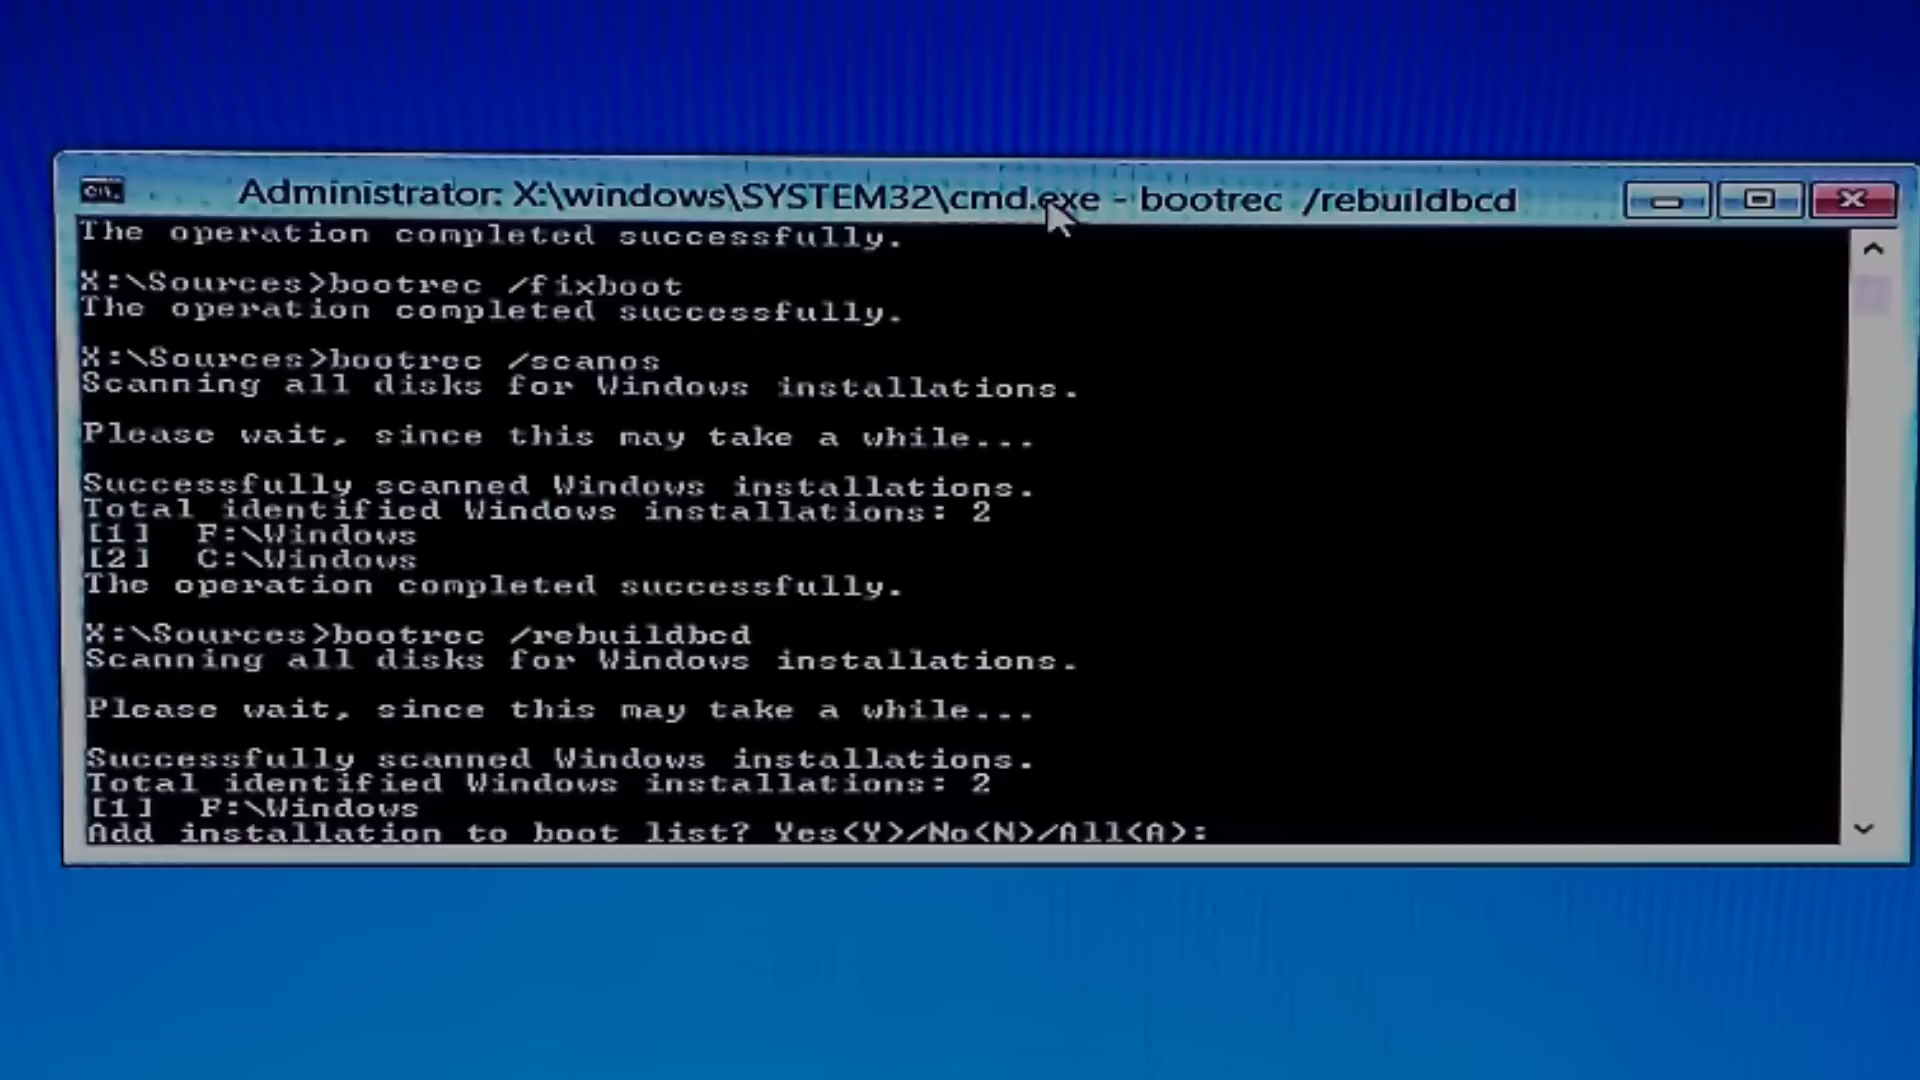 Administrator: X:\windows\SYSTEM32\cmd.exe - bootrec /rebuildbcd
The operation completed successfully.
X:\Sources>bootrec /fixboot
The operation completed successfully.
X:\Sources>bootrec /scanos
Scanning all disks for Windows installations.
Please wait, since this may take a while...
Successfully scanned Windows installations.
Total identified Windows installations: 2
[1]  F:\Windows
[2]  C:\Windows
The operation completed successfully.
X:\Sources>bootrec /rebuildbcd
Scanning all disks for Windows installations.
Please wait, since this may take a while...
Successfully scanned Windows installations.
Total identified Windows installations: 2
[1]  F:\Windows
Add installation to boot list? Yes(Y)/No(N)/All(A):